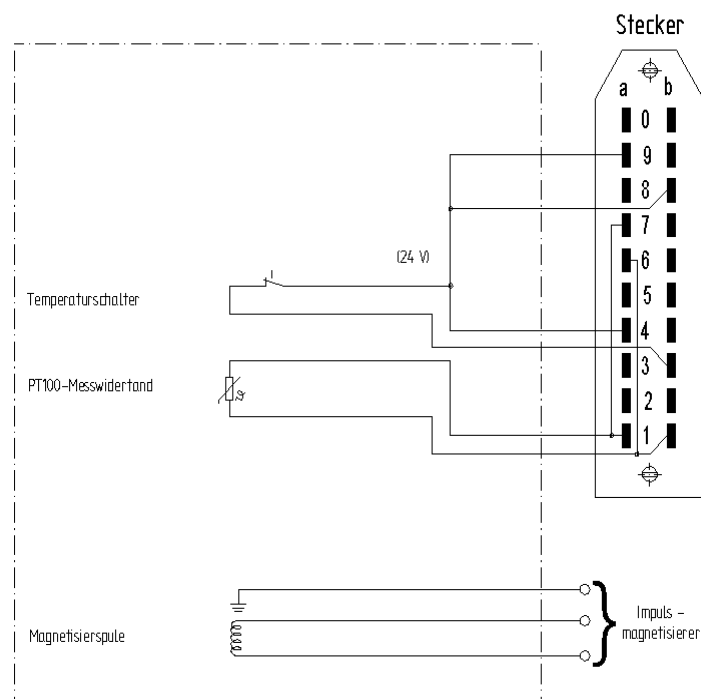 Stecker
a b
0
9
8
7
(24 V)
6
Temperaturschalter
5
4
3
PT100-Messwidertand
2
1
ϑ
Impuls -
magnetisierer
Magnetisierspule